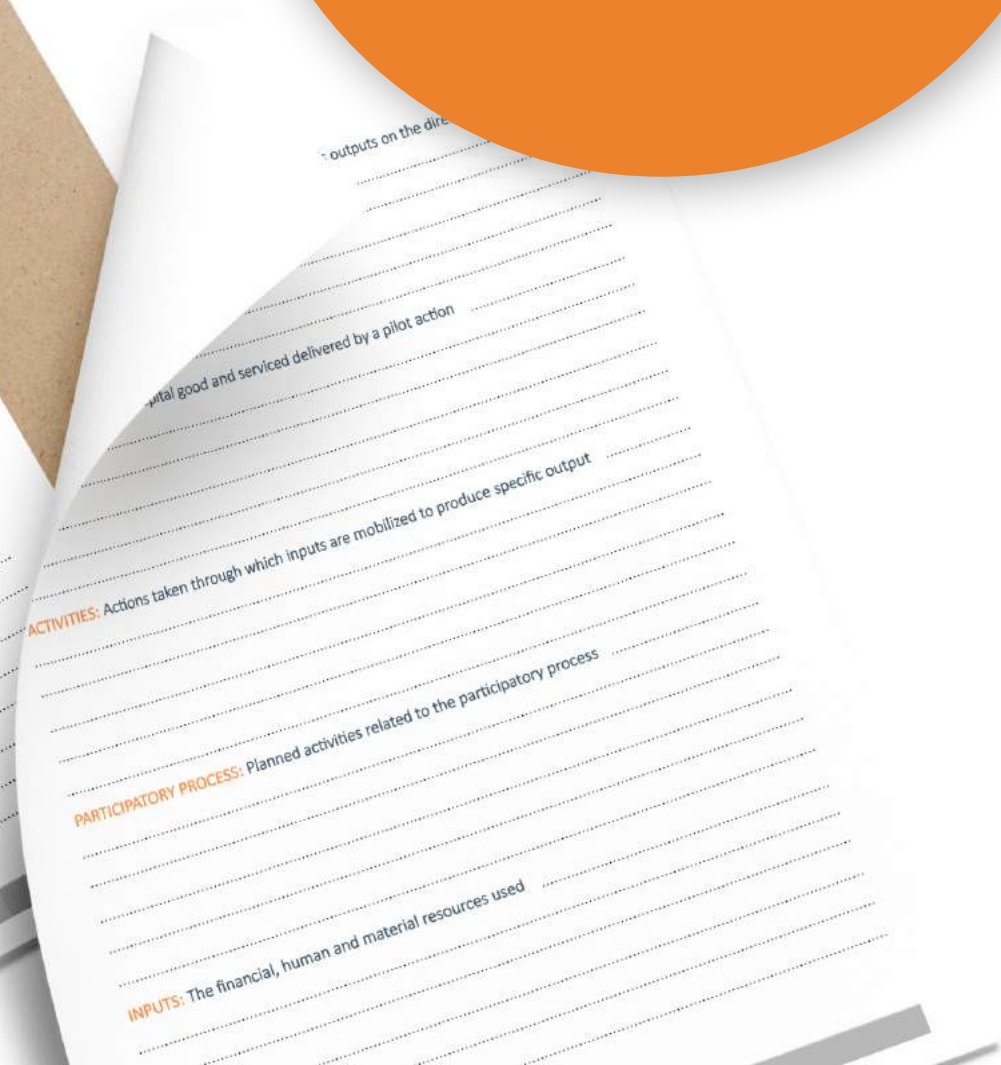 outputs on the
good and serviced delivered by a pilot action
ACTIVITIES: Actions taken through which inputs are mobilized to produce specific output
PARTICIPATORY PROCESS: Planned activities related to the participatory process
INPUTS: The financial, human and material resources used